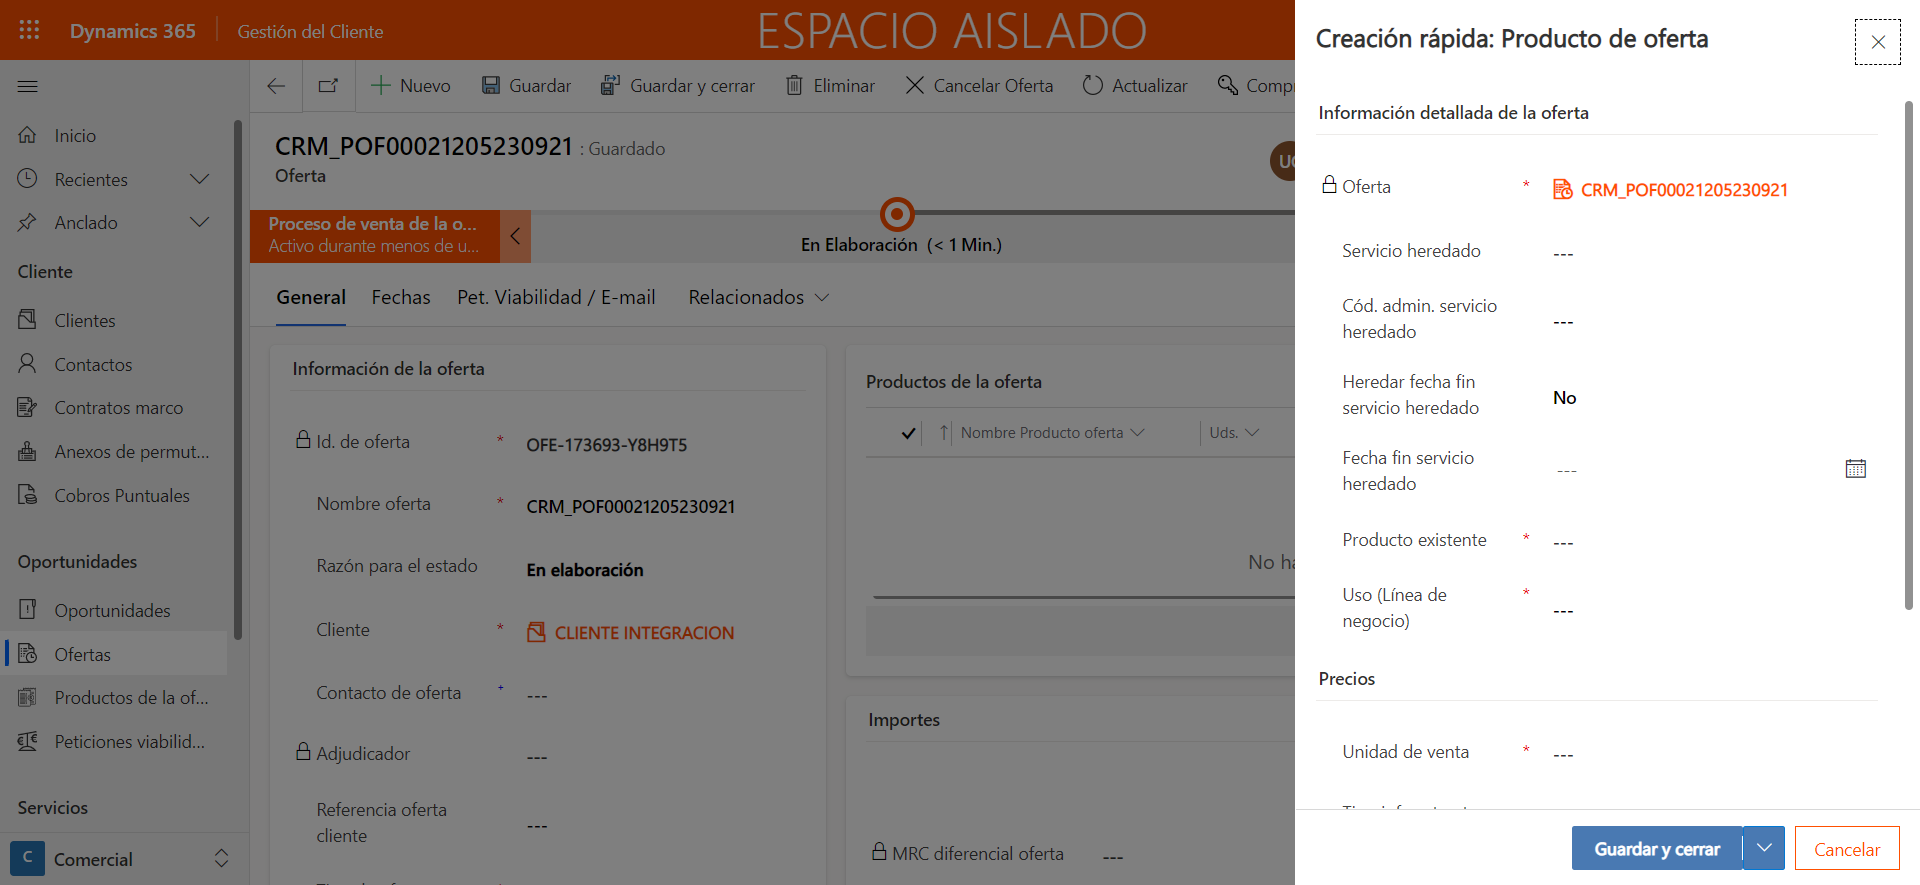 Dynamics 365
Gestión del Cliente
ESPACIO AISLADO
Nuevo
Guardar
Guardar y cerrar
Eliminar
Cancelar Oferta
Actualizar
Inicio
Recientes
Anclado
Cliente
Clientes
Contactos
Contratos marco
Anexos de permut...
Cobros Puntuales
Oportunidades
Oportunidades
Ofertas
Productos de la of...
Peticiones viabilid...
Servicios
C Comercial
CRM_POF00021205230921 : Guardado
Oferta
Proceso de venta de la o...
Activo durante menos de u...
En Elaboración (< 1 Min.)
General
Fechas
Pet. Viabilidad / E-mail
Relacionados
Información de la oferta
Id. de oferta * OFE-173693-Y8H9T5
Nombre oferta * CRM_POF00021205230921
Razón para el estado En elaboración
Cliente * CLIENTE INTEGRACION
Contacto de oferta + ---
Adjudicador ---
Referencia oferta
cliente ---
Productos de la oferta
Nombre Producto oferta
Uds.
No
Importes
MRC diferencial oferta ---
Creación rápida: Producto de oferta
Información detallada de la oferta
Oferta * CRM_POF00021205230921
Servicio heredado ---
Cód. admin. servicio
heredado ---
Heredar fecha fin
servicio heredado No
Fecha fin servicio
heredado ---
Producto existente * ---
Uso (Línea de
negocio) * ---
Precios
Unidad de venta * ---
Guardar y cerrar
Cancelar